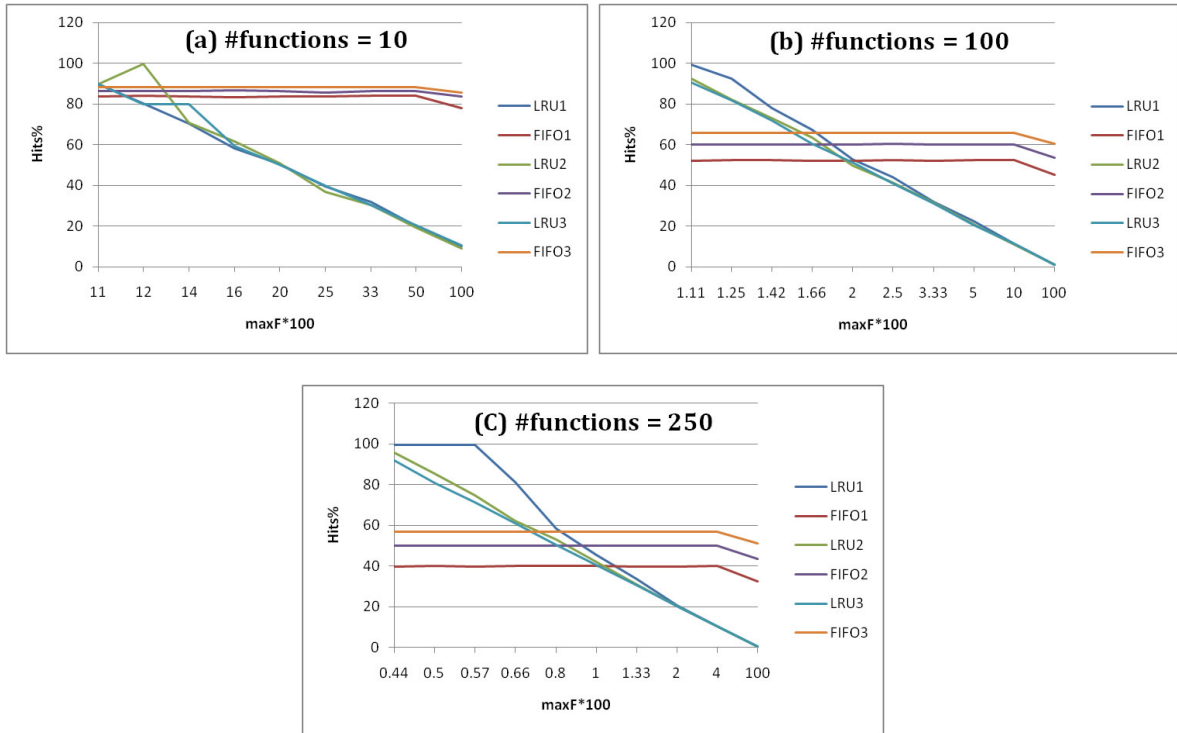 (a) #functions = 10
120
100
80
60
40
20
0
Hits%
11 12 14 16 20 25 33 50 100
maxF*100
LRU1
FIFO1
LRU2
FIFO2
LRU3
FIFO3
(b) #functions = 100
120
100
80
60
40
20
0
Hits%
1.11 1.25 1.42 1.66 2 2.5 3.33 5 10 100
maxF*100
LRU1
FIFO1
LRU2
FIFO2
LRU3
FIFO3
(C) #functions = 250
120
100
80
60
40
20
0
Hits%
0.44 0.5 0.57 0.66 0.8 1 1.33 2 4 100
maxF*100
LRU1
FIFO1
LRU2
FIFO2
LRU3
FIFO3